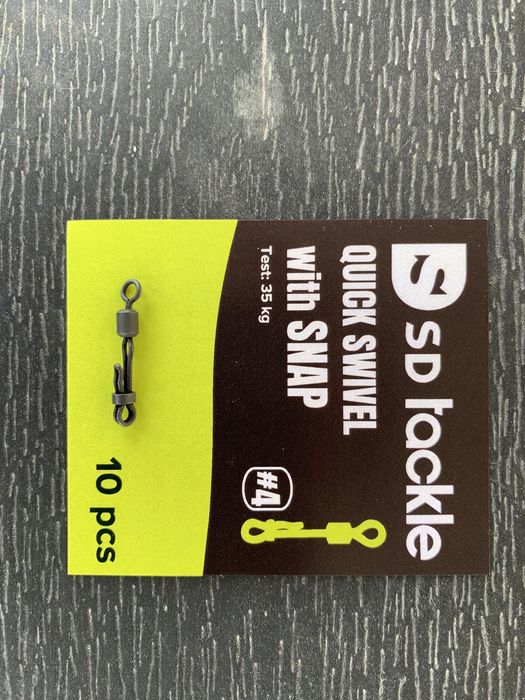 SD tackle
QUICK SWIVEL
with SNAP
Test: 35 kg
#4
10 pcs